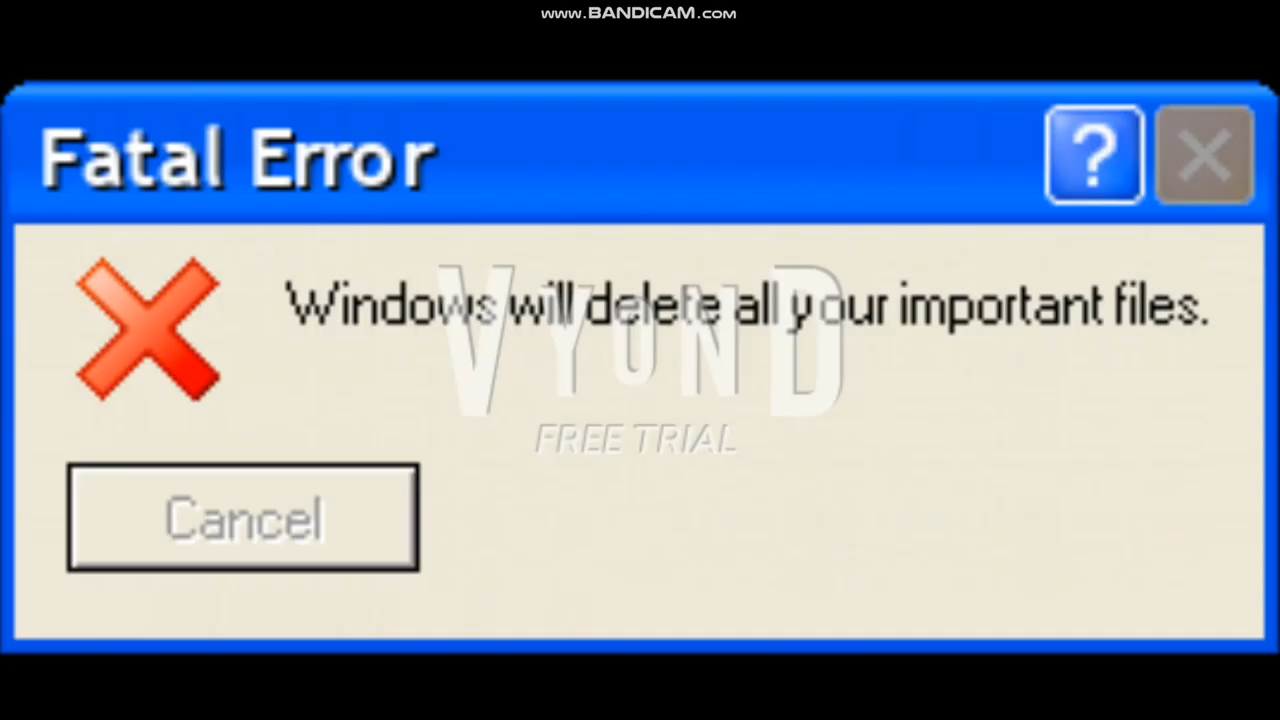 www.BANDICAM.com
Fatal Error
Windows will delete all your important files.
VYOND
FREE TRIAL
Cancel